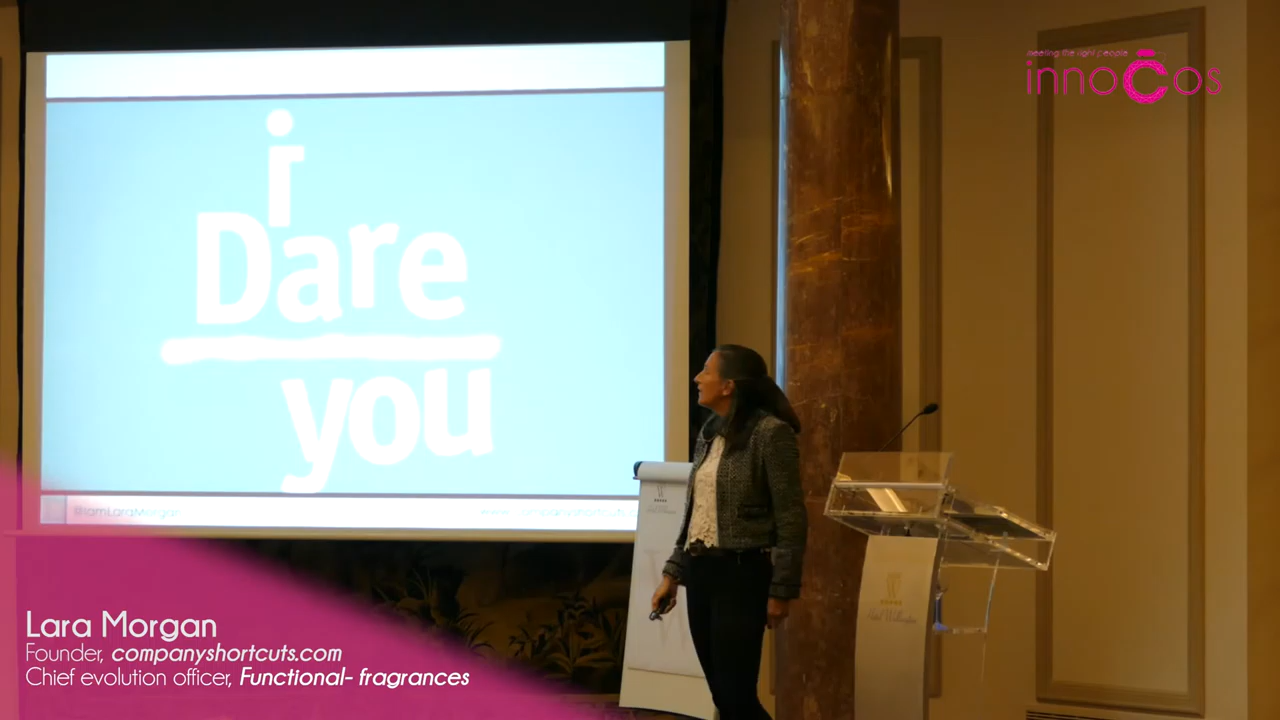 meeting the right people
innoCos
i
Dare
you
@IamLaraMorgan
Lara Morgan
Founder, companyshortcuts.com
Chief evolution officer, Functional- fragrances